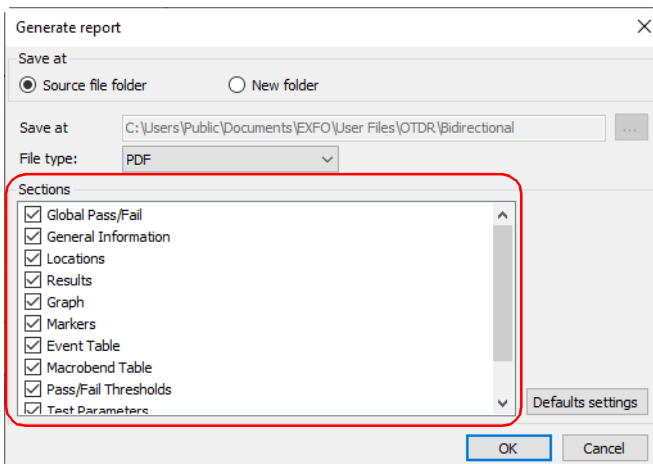 Generate report
Save at
Source file folder New folder
Save at C:\Users\Public\Documents\EXFO\User Files\OTDR\Bidirectional ...
File type: PDF
Sections
Global Pass/Fail
General Information
Locations
Results
Graph
Markers
Event Table
Macrobend Table
Pass/Fail Thresholds
Test Parameters
Defaults settings
OK Cancel